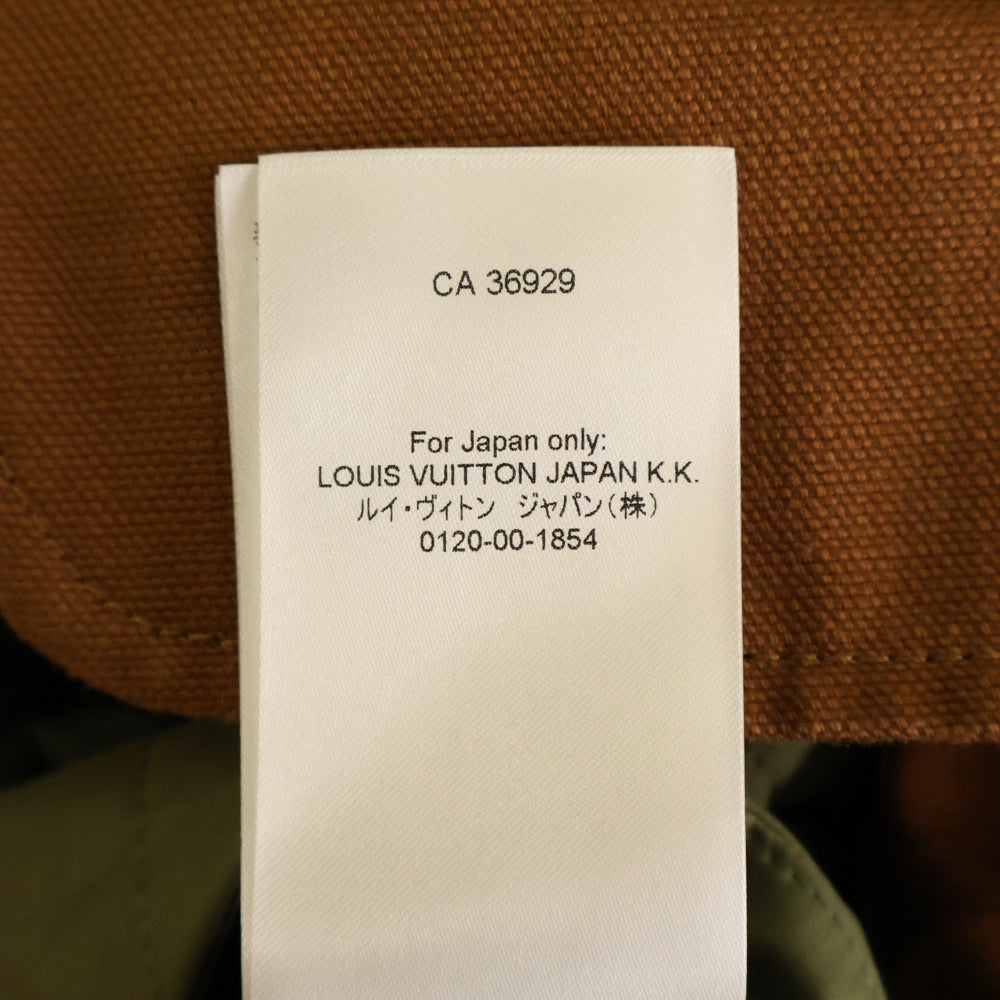 CA 36929
For Japan only:
LOUIS VUITTON JAPAN K.K.
ルイ・ヴィトン　ジャパン（株）
0120-00-1854